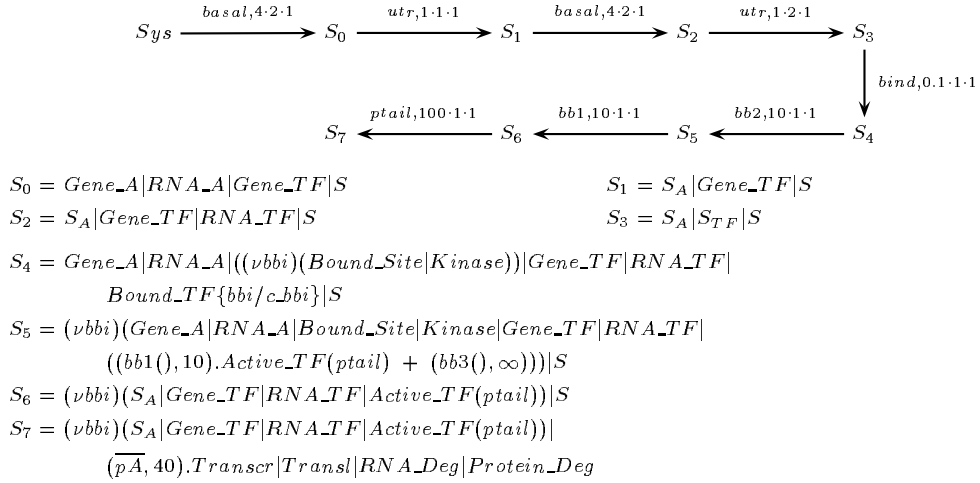 basal,4·2·1 utr,1·1·1 basal,4·2·1 utr,1·2·1
Sys S₀ S₁ S₂ S₃
bind,0.1·1·1
ptail,100·1·1 bb1,10·1·1 bb2,10·1·1
S₇ S₆ S₅ S₄
S₀ = Gene_A|RNA_A|Gene_TF|S S₁ = S_A|Gene_TF|S
S₂ = S_A|Gene_TF|RNA_TF|S S₃ = S_A|S_TF|S
S₄ = Gene_A|RNA_A|((νbbi)(Bound_Site|Kinase))|Gene_TF|RNA_TF|
Bound_TF{bbi/c_bbi}|S
S₅ = (νbbi)(Gene_A|RNA_A|Bound_Site|Kinase|Gene_TF|RNA_TF|
((bb1(), 10).Active_TF(ptail) + (bb3(), ∞)))|S
S₆ = (νbbi)(S_A|Gene_TF|RNA_TF|Active_TF(ptail))|S
S₇ = (νbbi)(S_A|Gene_TF|RNA_TF|Active_TF(ptail))|
(p̅A̅, 40).Transcr|Transl|RNA_Deg|Protein_Deg